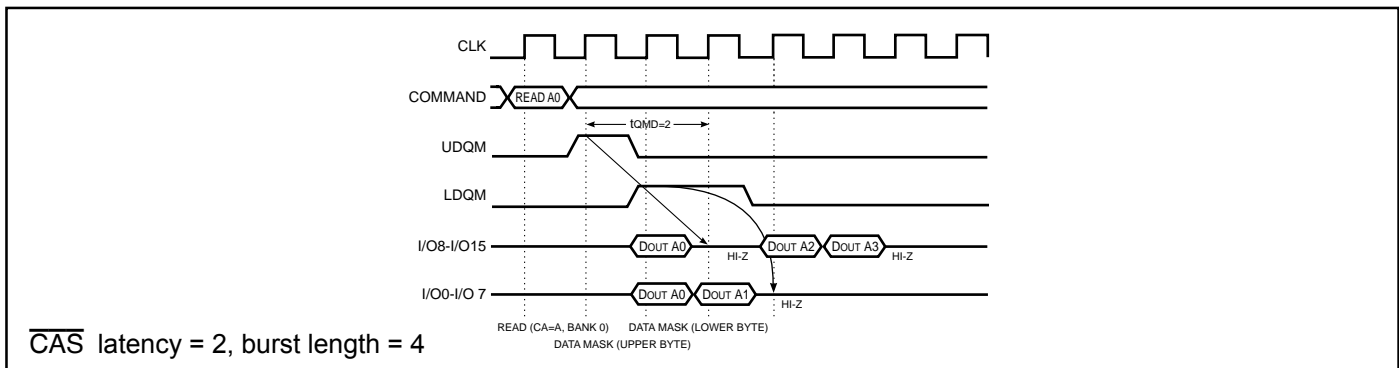 CLK
COMMAND READ A0
tQMD=2
UDQM
LDQM
I/O8-I/O15 DOUT A0 HI-Z DOUT A2 DOUT A3 HI-Z
I/O0-I/O 7 DOUT A0 DOUT A1 HI-Z
READ (CA=A, BANK 0) DATA MASK (LOWER BYTE)
DATA MASK (UPPER BYTE)
CAS latency = 2, burst length = 4